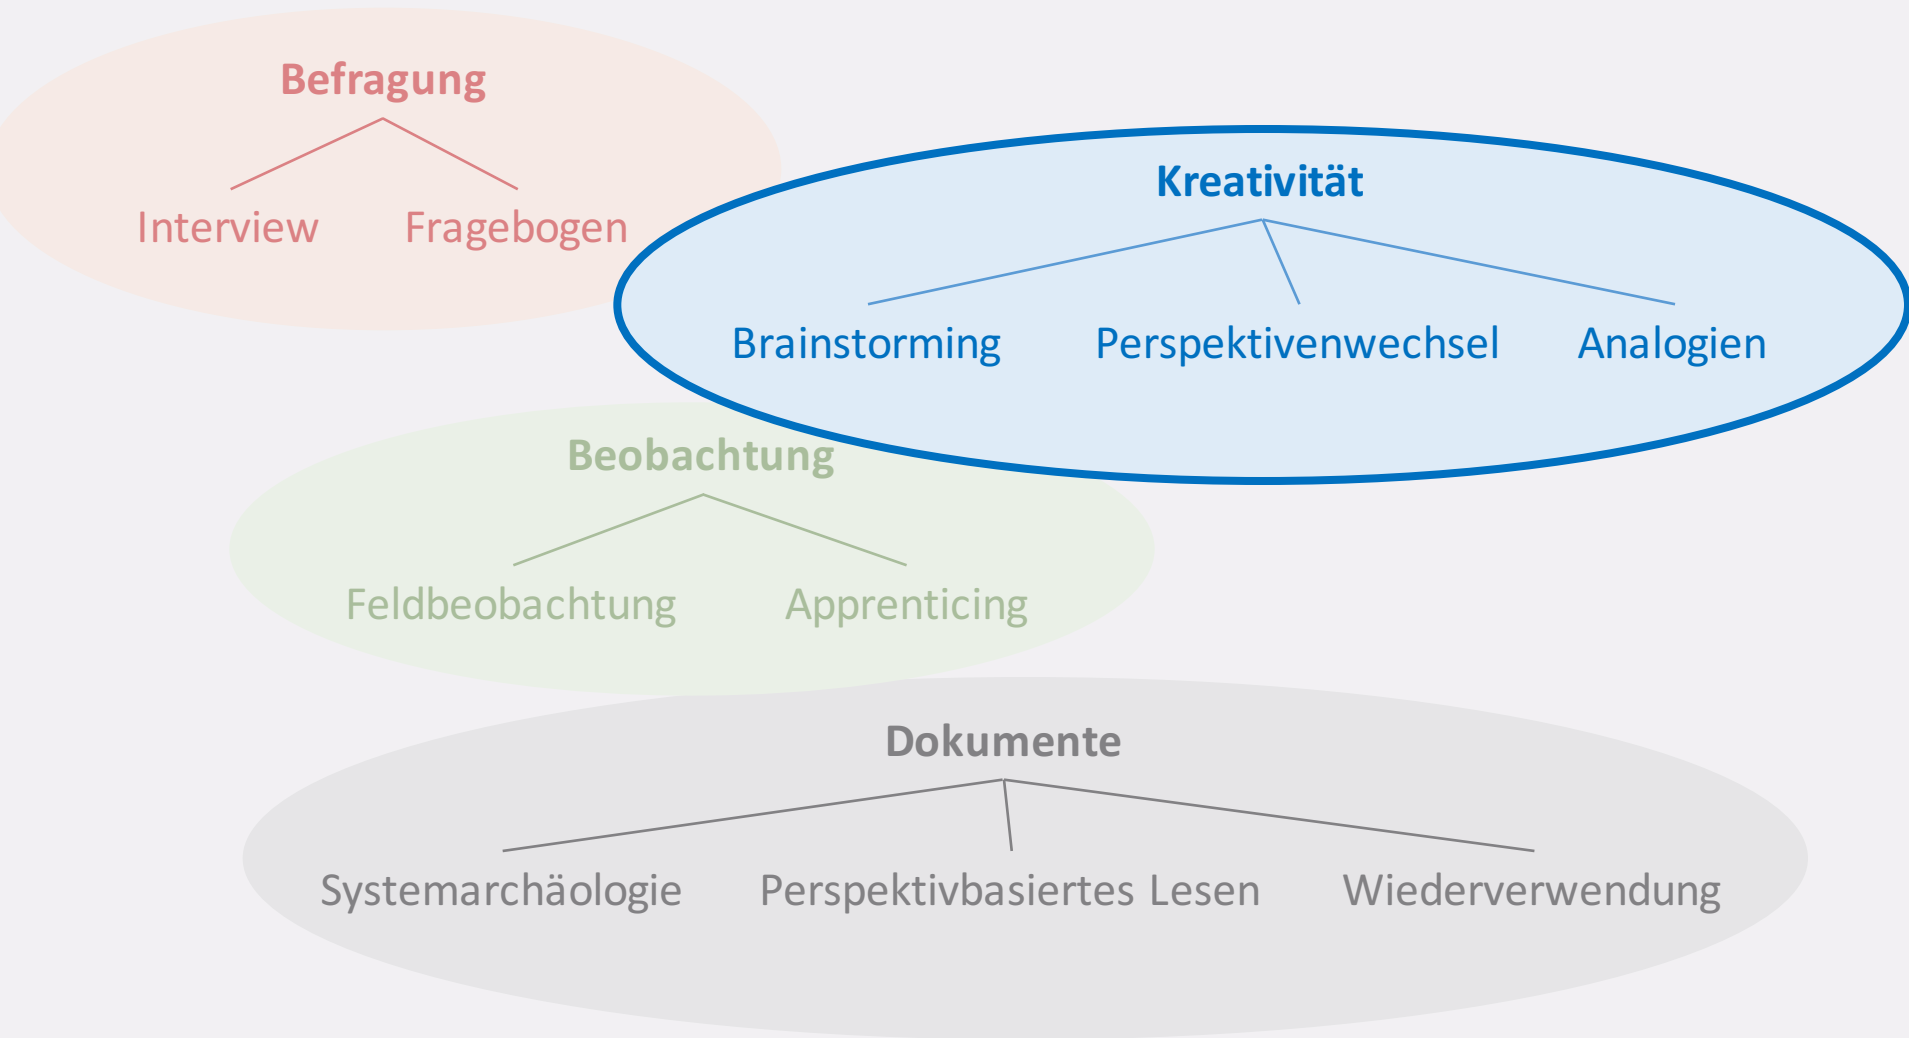 Befragung
Interview Fragebogen
Kreativität
Brainstorming Perspektivenwechsel Analogien
Beobachtung
Feldbeobachtung Apprenticing
Dokumente
Systemarchäologie Perspektivbasiertes Lesen Wiederverwendung